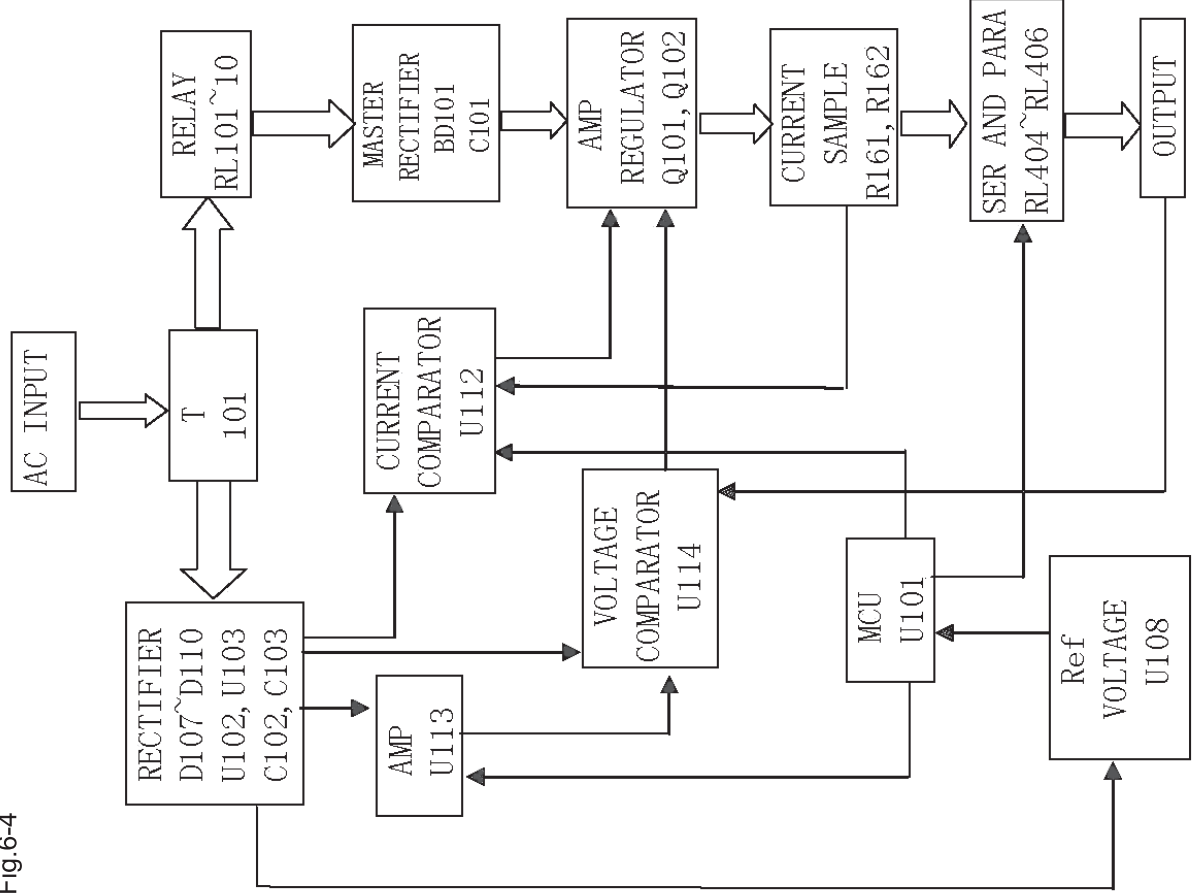 Fig.6-4
RECTIFIER
D107~D110
U102,U103
C102,C103
T
101
AC INPUT
RELAY
RL101~10
AMP
U113
CURRENT
COMPARATOR
U112
MASTER
RECTIFIER
BD101
C101
VOLTAGE
COMPARATOR
U114
AMP
REGULATOR
Q101,Q102
MCU
U101
CURRENT
SAMPLE
R161,R162
Ref
VOLTAGE
U108
SER AND PARA
RL404~RL406
OUTPUT